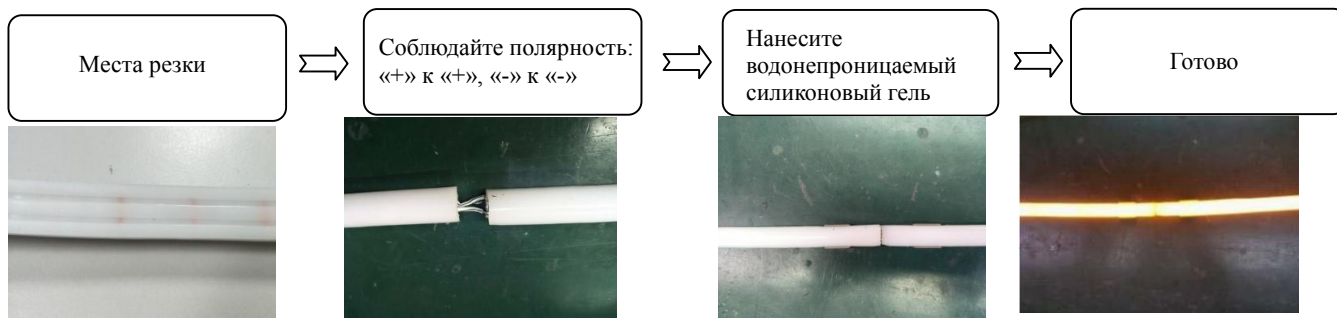 Места резки
Соблюдайте полярность:
«+» к «+», «-» к «-»
Нанесите
водонепроницаемый
силиконовый гель
Готово